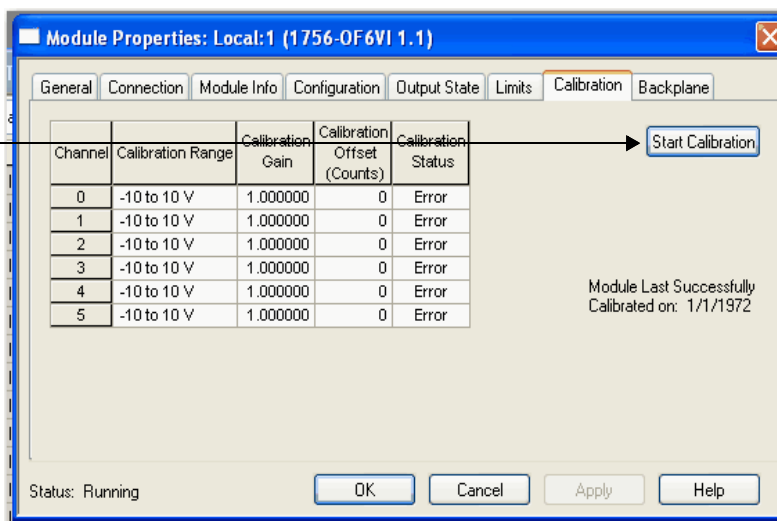 Module Properties: Local:1 (1756-OF6VI 1.1)
General Connection Module Info Configuration Output State Limits Calibration Backplane
Channel Calibration Range Calibration Gain Calibration Offset (Counts) Calibration Status
0 -10 to 10 V 1.000000 0 Error
1 -10 to 10 V 1.000000 0 Error
2 -10 to 10 V 1.000000 0 Error
3 -10 to 10 V 1.000000 0 Error
4 -10 to 10 V 1.000000 0 Error
5 -10 to 10 V 1.000000 0 Error
Start Calibration
Module Last Successfully
Calibrated on: 1/1/1972
Status: Running
OK Cancel Apply Help